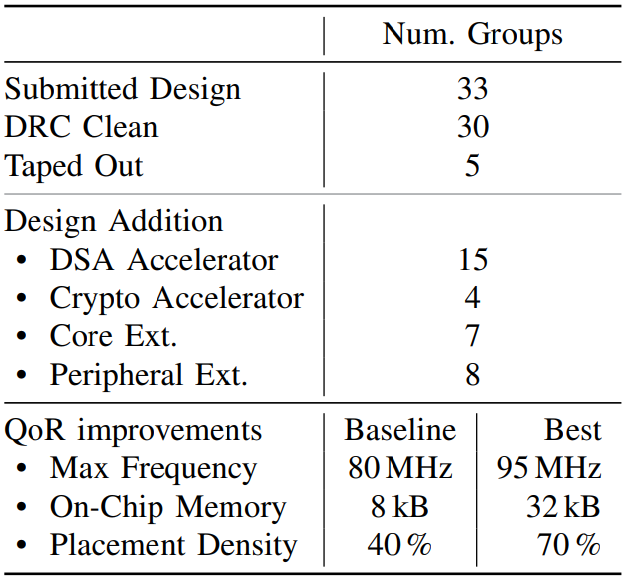 Num. Groups
Submitted Design 33
DRC Clean 30
Taped Out 5
Design Addition
• DSA Accelerator 15
• Crypto Accelerator 4
• Core Ext. 7
• Peripheral Ext. 8
QoR improvements Baseline Best
• Max Frequency 80 MHz 95 MHz
• On-Chip Memory 8 kB 32 kB
• Placement Density 40 % 70 %